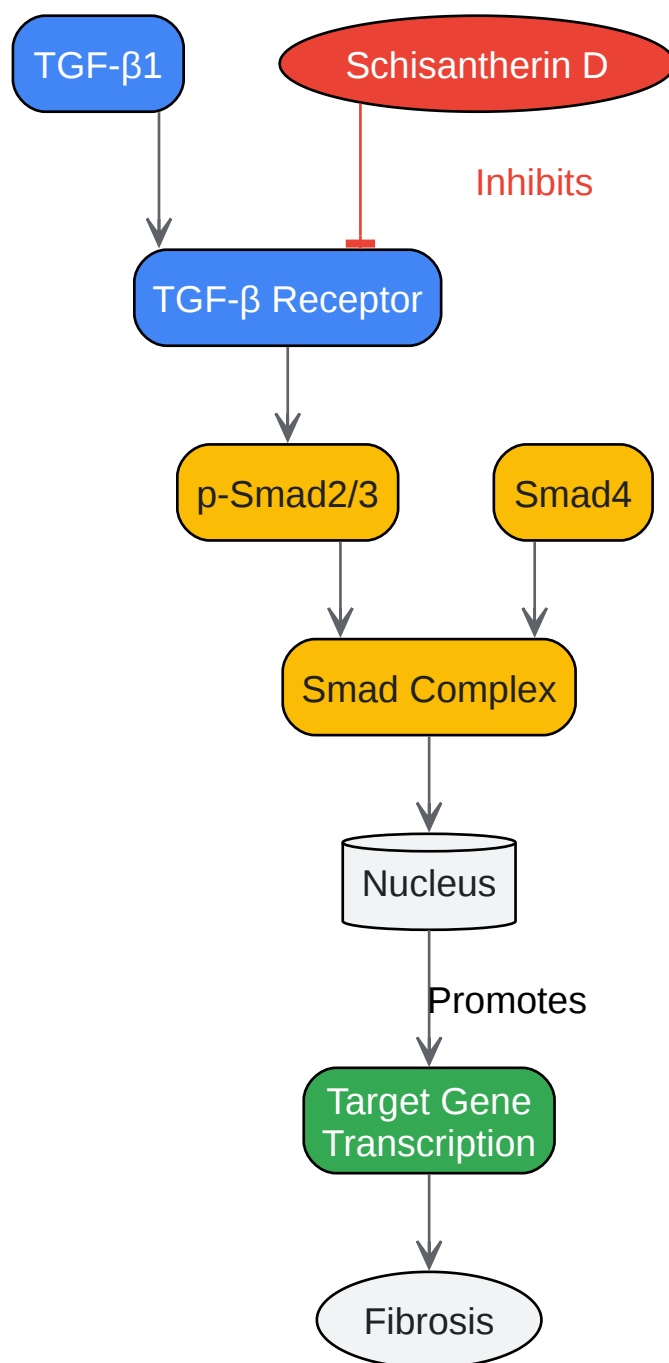 TGF-β1
Schisantherin D
Inhibits
TGF-β Receptor
p-Smad2/3
Smad4
Smad Complex
Nucleus
Promotes
Target Gene
Transcription
Fibrosis